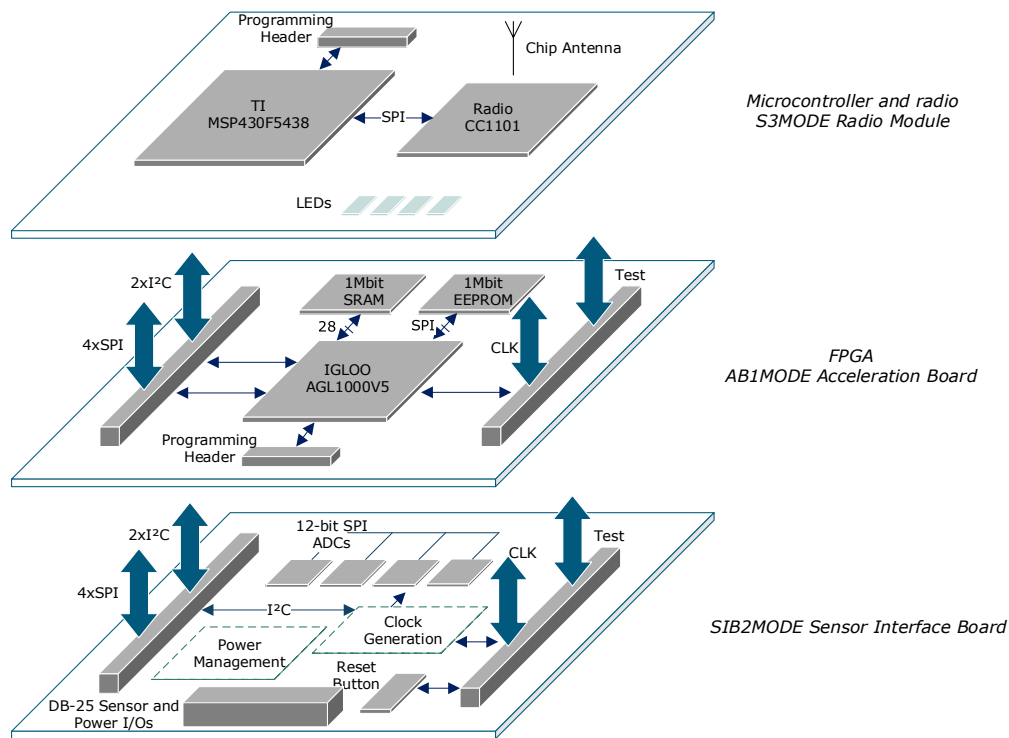 Programming
Header
Chip Antenna
TI
MSP430F5438
SPI
Radio
CC1101
LEDs
Microcontroller and radio
S3MODE Radio Module
2xI²C
4xSPI
1Mbit
SRAM
1Mbit
EEPROM
Test
28
SPI
CLK
IGLOO
AGL1000V5
Programming
Header
FPGA
AB1MODE Acceleration Board
2xI²C
4xSPI
12-bit SPI
ADCs
Test
CLK
I²C
Clock
Generation
Power
Management
Reset
Button
DB-25 Sensor and
Power I/Os
SIB2MODE Sensor Interface Board